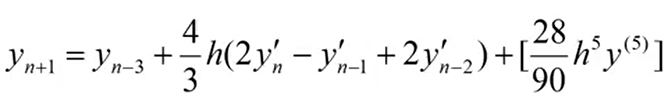 y_{n+1} = y_{n-3} + \frac{4}{3}h(2y'_n - y'_{n-1} + 2y'_{n-2}) + [\frac{28}{90}h^5 y^{(5)}]